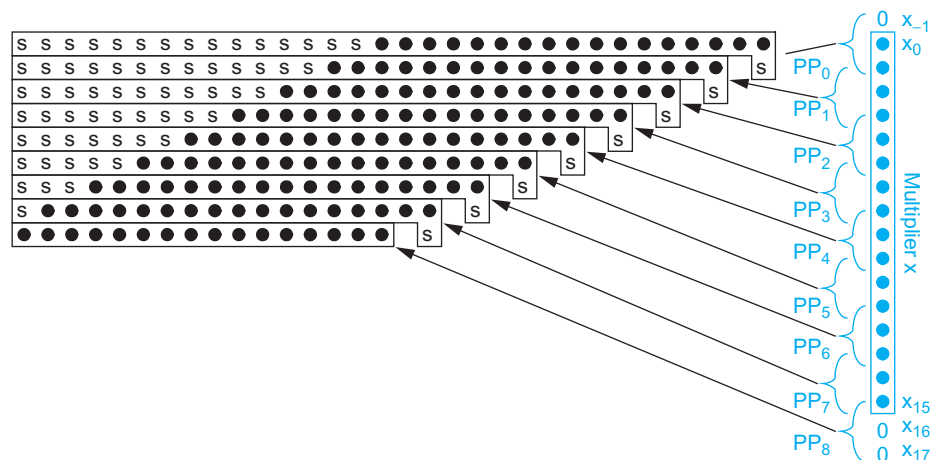 s s s s s s s s s s s s s s s
s s s s s s s s s s s s s s
s s s s s s s s s s s s
s s s s s s s s s s
s s s s s s s s
s s s s s s
s s s s
s s
s
0 x₋₁
x₀
PP₀
PP₁
PP₂
PP₃
PP₄
PP₅
PP₆
PP₇
PP₈
Multiplier x
x₁₅
0 x₁₆
0 x₁₇